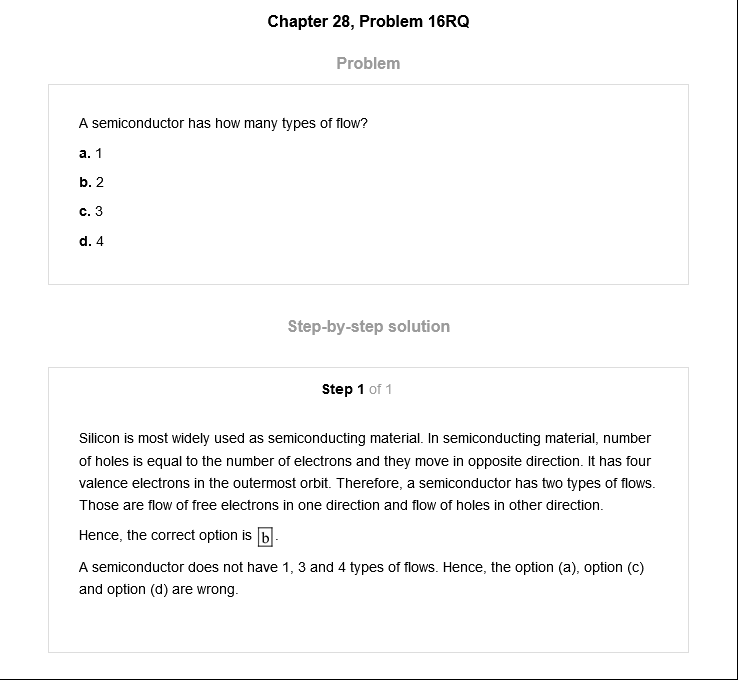 Chapter 28, Problem 16RQ
Problem
A semiconductor has how many types of flow?
a. 1
b. 2
c. 3
d. 4
Step-by-step solution
Step 1 of 1
Silicon is most widely used as semiconducting material. In semiconducting material, number
of holes is equal to the number of electrons and they move in opposite direction. It has four
valence electrons in the outermost orbit. Therefore, a semiconductor has two types of flows.
Those are flow of free electrons in one direction and flow of holes in other direction.
Hence, the correct option is b.
A semiconductor does not have 1, 3 and 4 types of flows. Hence, the option (a), option (c)
and option (d) are wrong.